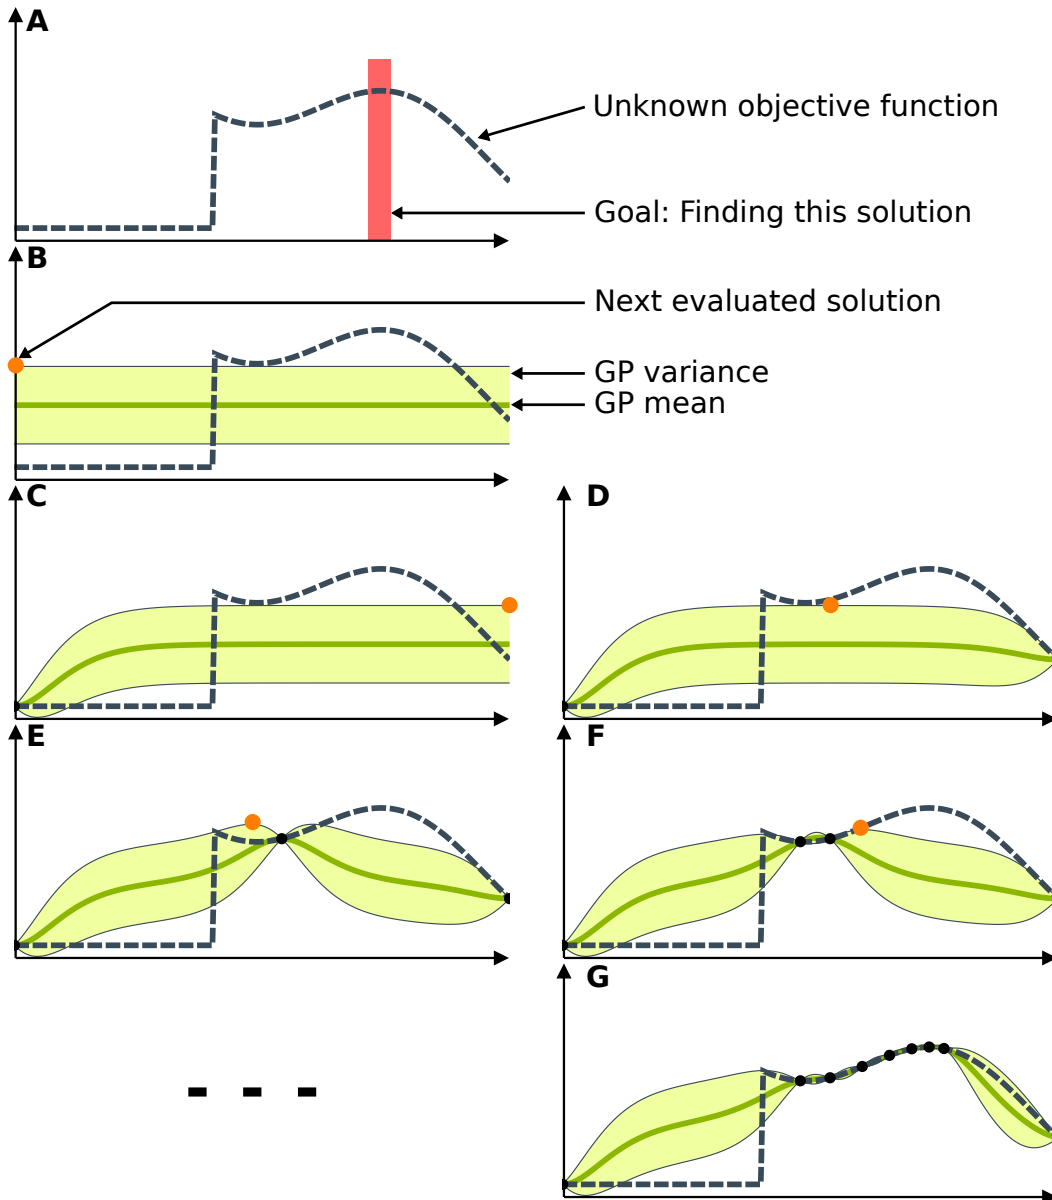 A
Unknown objective function
Goal: Finding this solution
B
Next evaluated solution
GP variance
GP mean
C
D
E
F
G